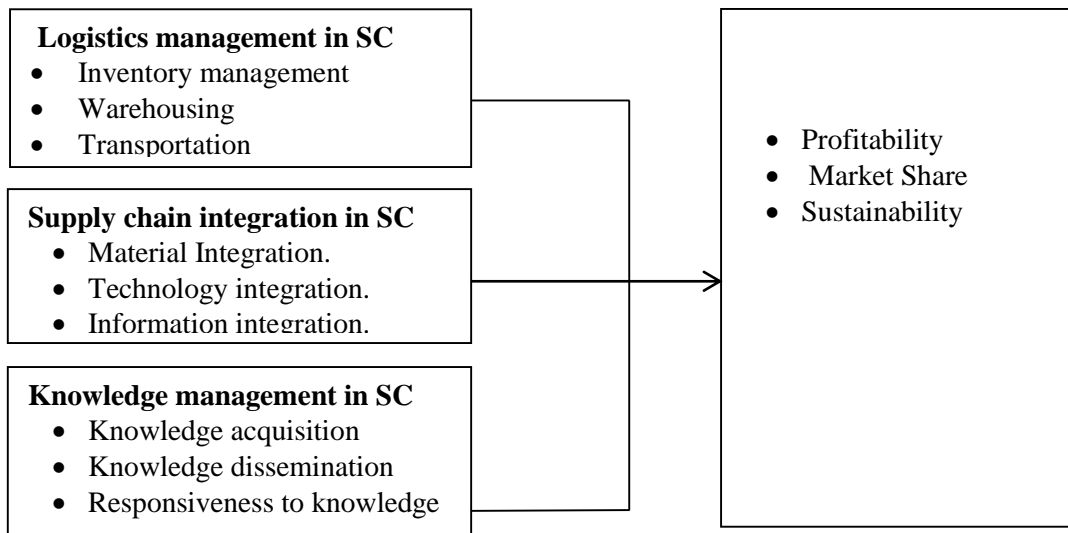 Logistics management in SC
• Inventory management
• Warehousing
• Transportation
Supply chain integration in SC
• Material Integration.
• Technology integration.
• Information integration.
Knowledge management in SC
• Knowledge acquisition
• Knowledge dissemination
• Responsiveness to knowledge
• Profitability
• Market Share
• Sustainability